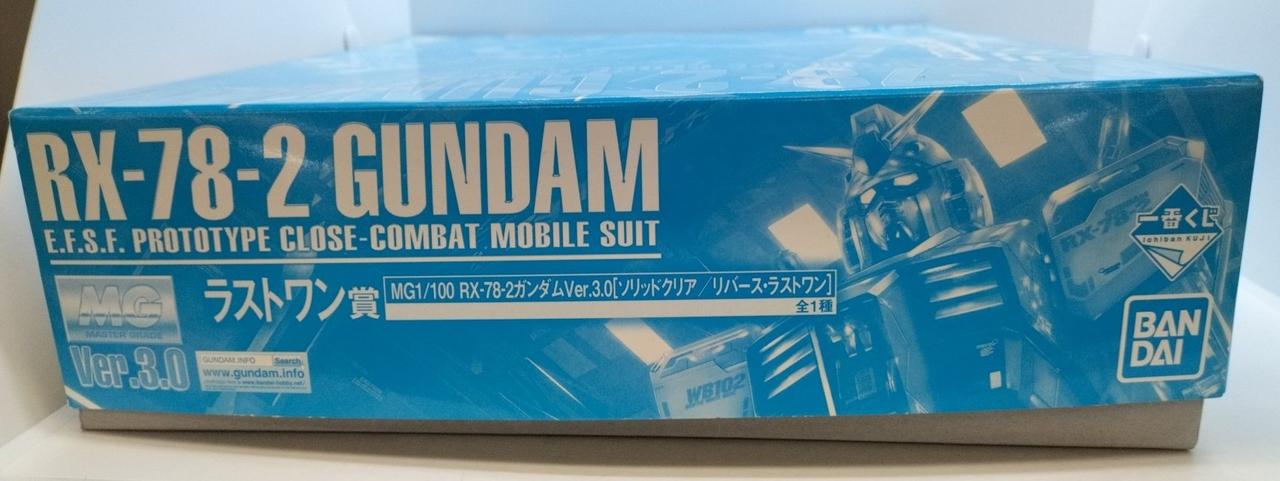 RX-78-2 GUNDAM
E.F.S.F. PROTOTYPE CLOSE-COMBAT MOBILE SUIT
MG
MASTER GRADE
Ver.3.0
ラストワン賞
MG1/100 RX-78-2ガンダムVer.3.0[ソリッドクリア/リバース・ラストワン]
全1種
GUNDAM.INFO Search
www.gundam.info
WB102
RX-78-2
一番くじ
Ichiban KUJI
BAN
DAI